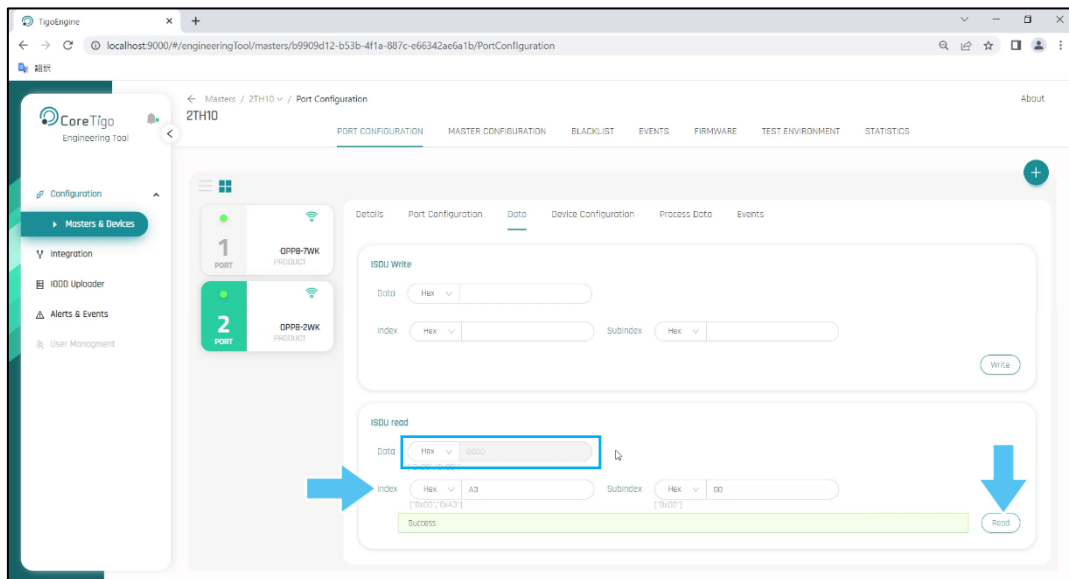 TigoEngine
localhost:9000/#/engineeringTool/masters/b9909d12-b53b-4f1a-887c-e66342ae6a1b/PortConfiguration
翻訳
CoreTigo
Engineering Tool
Configuration
Masters & Devices
Integration
IODD Uploader
Alerts & Events
User Managment
Masters / 2TH10 / Port Configuration
About
2TH10
PORT CONFIGURATION MASTER CONFIGURATION BLACKLIST EVENTS FIRMWARE TEST ENVIRONMENT STATISTICS
1
PORT
OPPB-7WK
PRODUCT
2
PORT
OPPB-2WK
PRODUCT
Details Port Configuration Data Device Configuration Process Data Events
ISDU Write
Data Hex
Index Hex Subindex Hex
Write
ISDU read
Data Hex 0000
Index Hex A3 Subindex Hex 00
['0x00', '0xA3'] ['0x00']
Success
Read